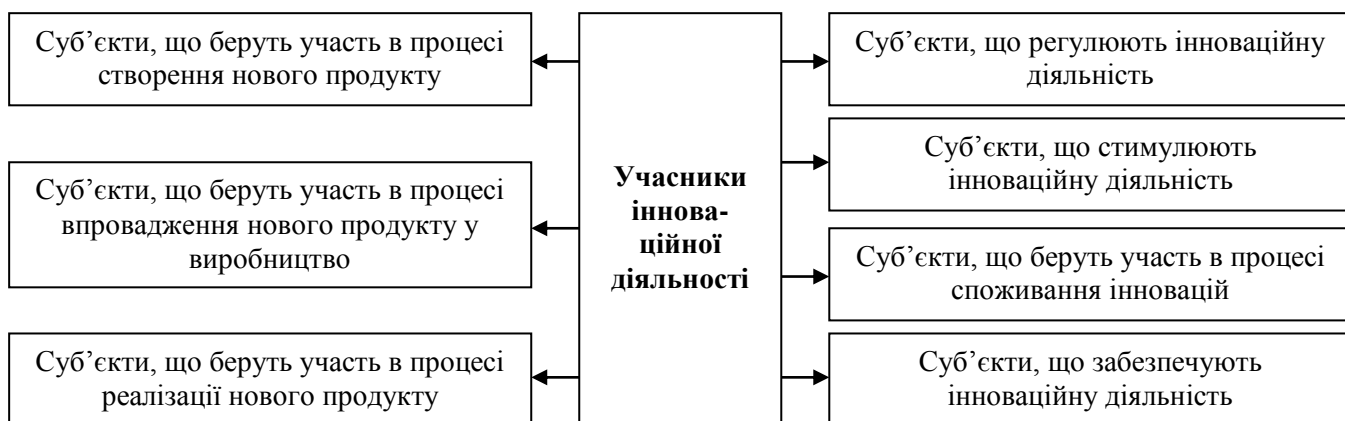 Суб’єкти, що беруть участь в процесі
створення нового продукту
Суб’єкти, що беруть участь в процесі
впровадження нового продукту у
виробництво
Суб’єкти, що беруть участь в процесі
реалізації нового продукту
Учасники
іннова-
ційної
діяльності
Суб’єкти, що регулюють інноваційну
діяльність
Суб’єкти, що стимулюють
інноваційну діяльність
Суб’єкти, що беруть участь в процесі
споживання інновацій
Суб’єкти, що забезпечують
інноваційну діяльність